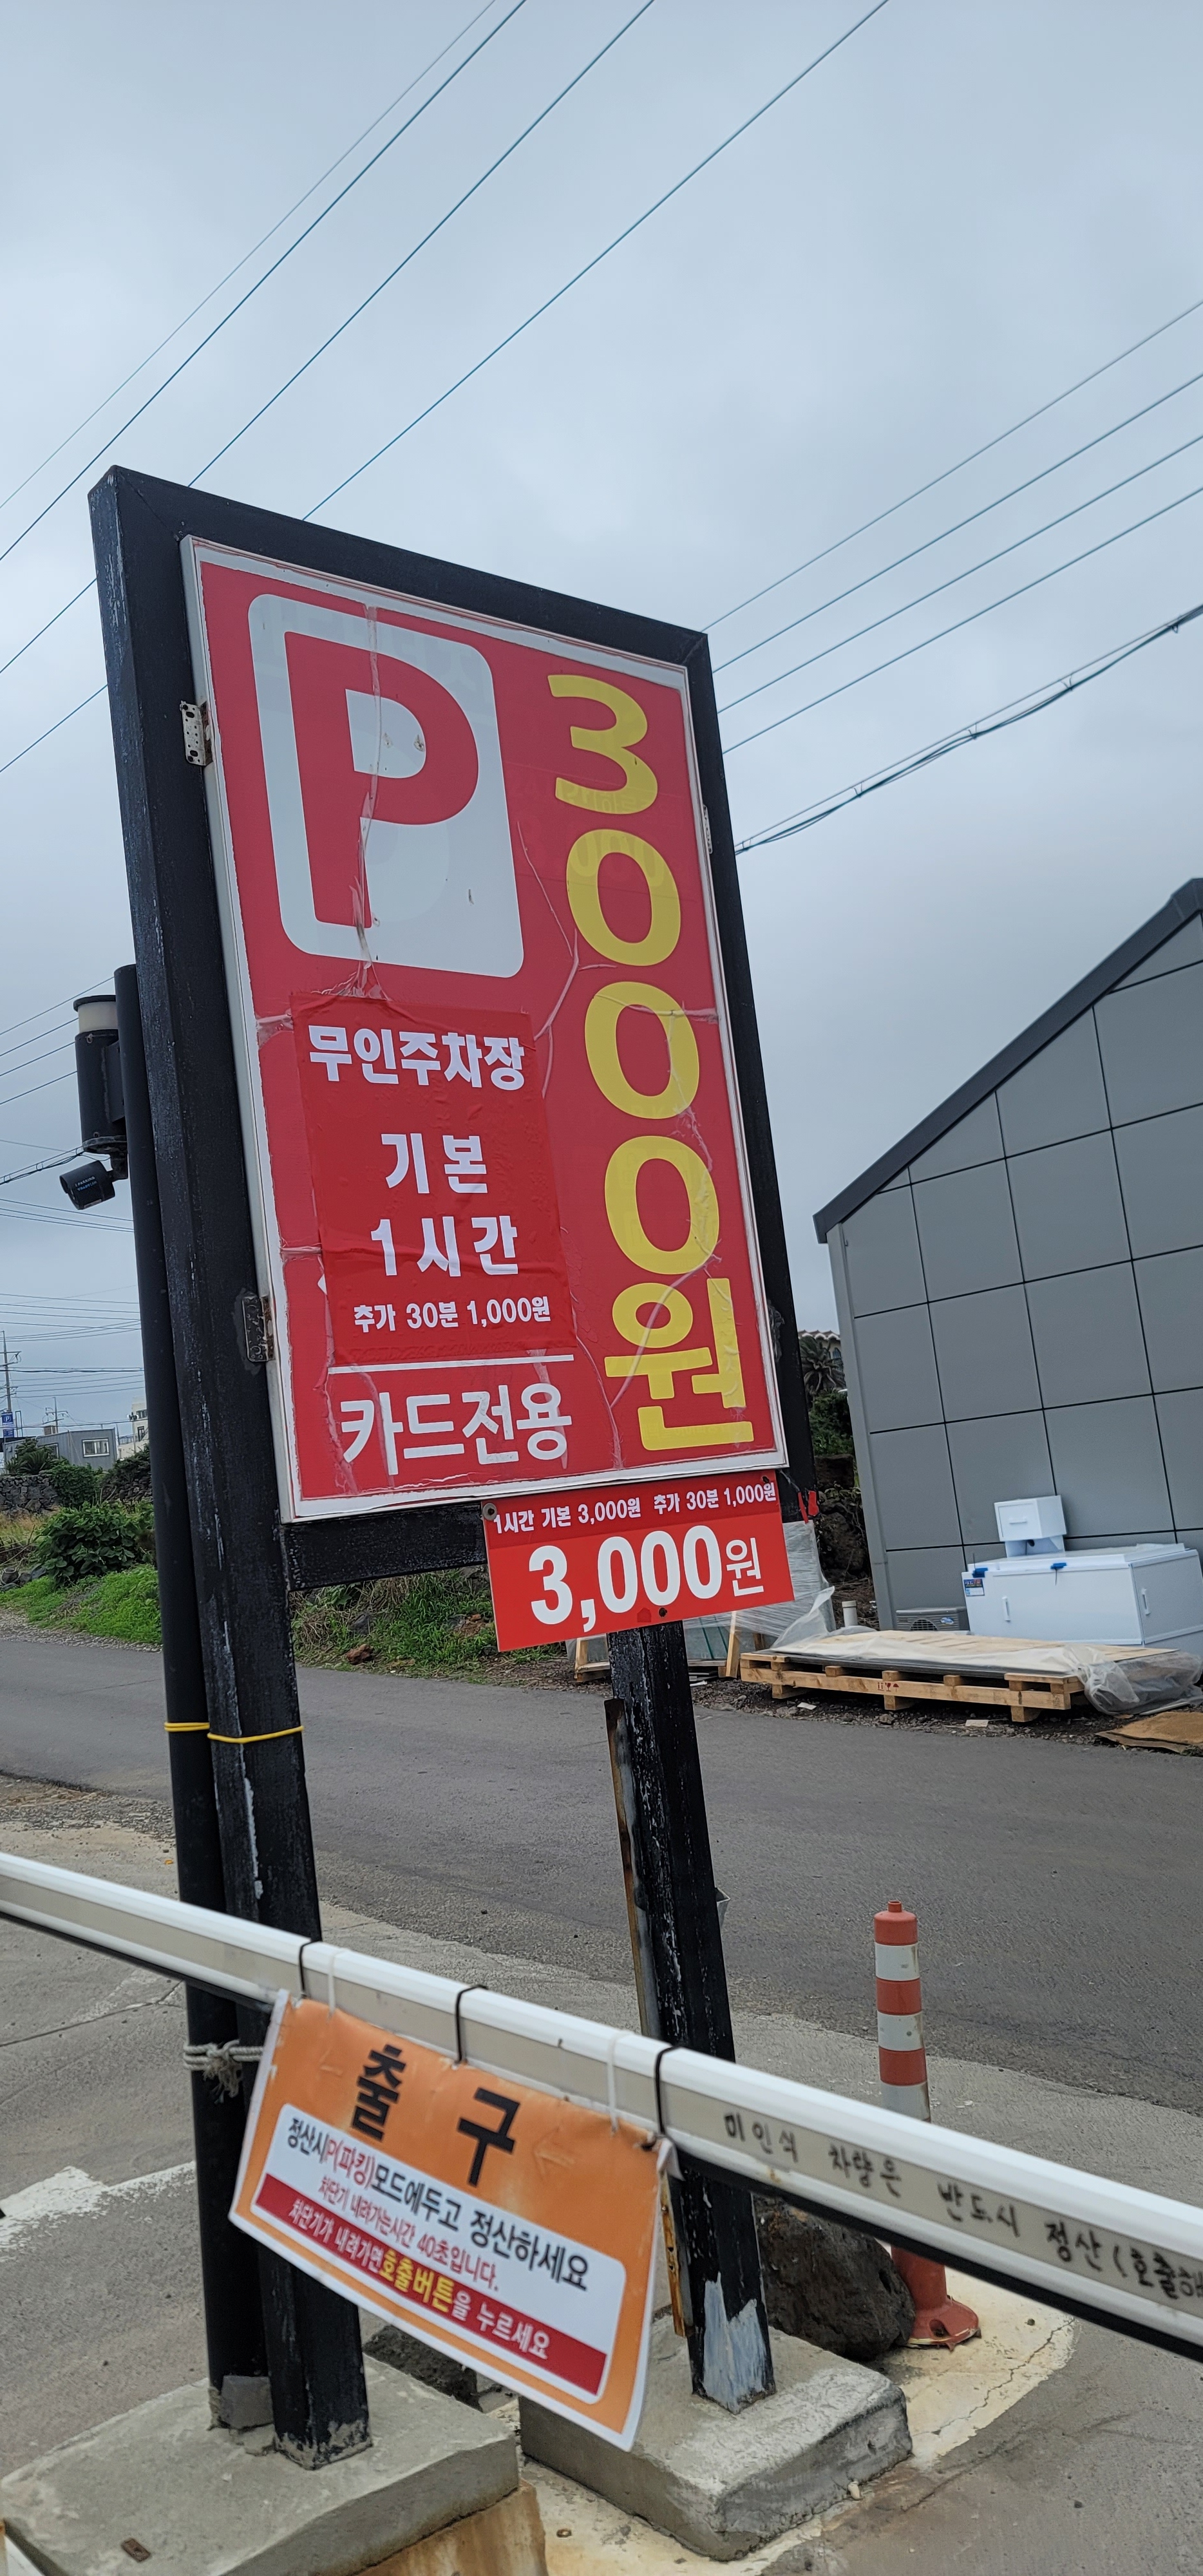 P
3000원
무인주차장
기본
1시간
추가 30분 1,000원
카드전용
1시간 기본 3,000원 추가 30분 1,000원
3,000원
출구
정산시P(파킹)모드에두고 정산하세요
차단기 내려가는시간 40초입니다.
차단기가 내려가면호출버튼을 누르세요
미인식 차량은 반드시 정산 (호출